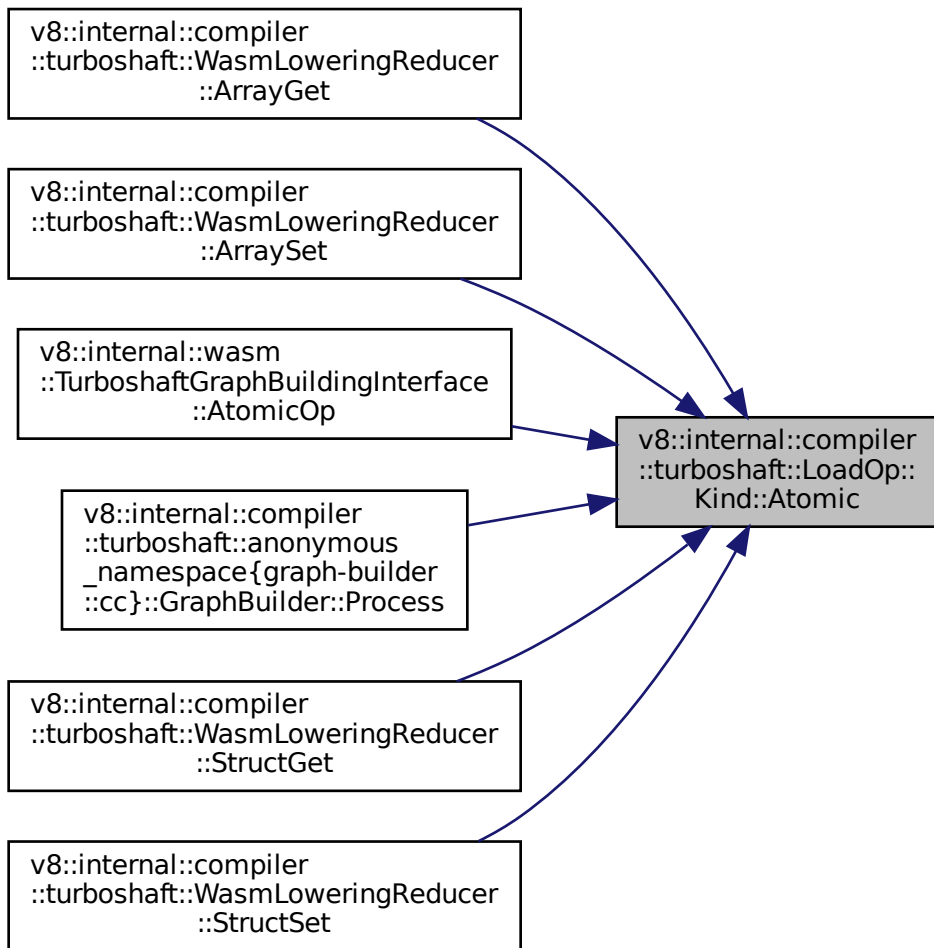 v8::internal::compiler
::turboshaft::WasmLoweringReducer
::ArrayGet
v8::internal::compiler
::turboshaft::WasmLoweringReducer
::ArraySet
v8::internal::wasm
::TurboshaftGraphBuildingInterface
::AtomicOp
v8::internal::compiler
::turboshaft::anonymous
_namespace{graph-builder
::cc}::GraphBuilder::Process
v8::internal::compiler
::turboshaft::WasmLoweringReducer
::StructGet
v8::internal::compiler
::turboshaft::WasmLoweringReducer
::StructSet
v8::internal::compiler
::turboshaft::LoadOp::
Kind::Atomic